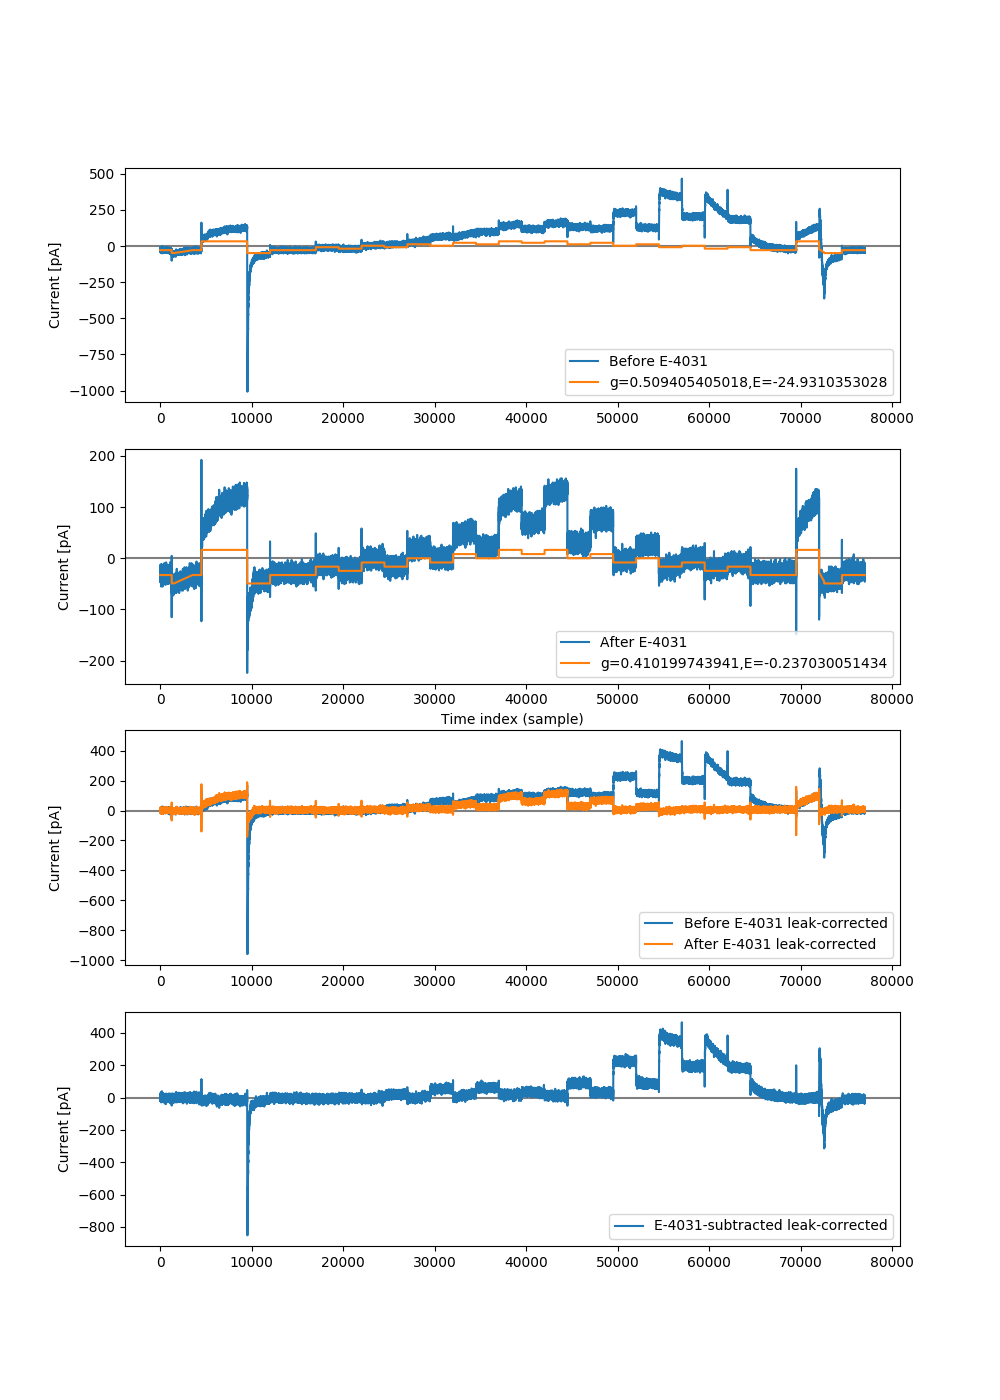 500
250
0
−250
−500
−750
−1000
Current [pA]
Before E-4031
g=0.509405405018,E=-24.9310353028
0 10000 20000 30000 40000 50000 60000 70000 80000
200
100
0
−100
−200
Current [pA]
After E-4031
g=0.410199743941,E=-0.237030051434
0 10000 20000 30000 40000 50000 60000 70000 80000
Time index (sample)
400
200
0
−200
−400
−600
−800
−1000
Current [pA]
Before E-4031 leak-corrected
After E-4031 leak-corrected
0 10000 20000 30000 40000 50000 60000 70000 80000
400
200
0
−200
−400
−600
−800
Current [pA]
E-4031-subtracted leak-corrected
0 10000 20000 30000 40000 50000 60000 70000 80000